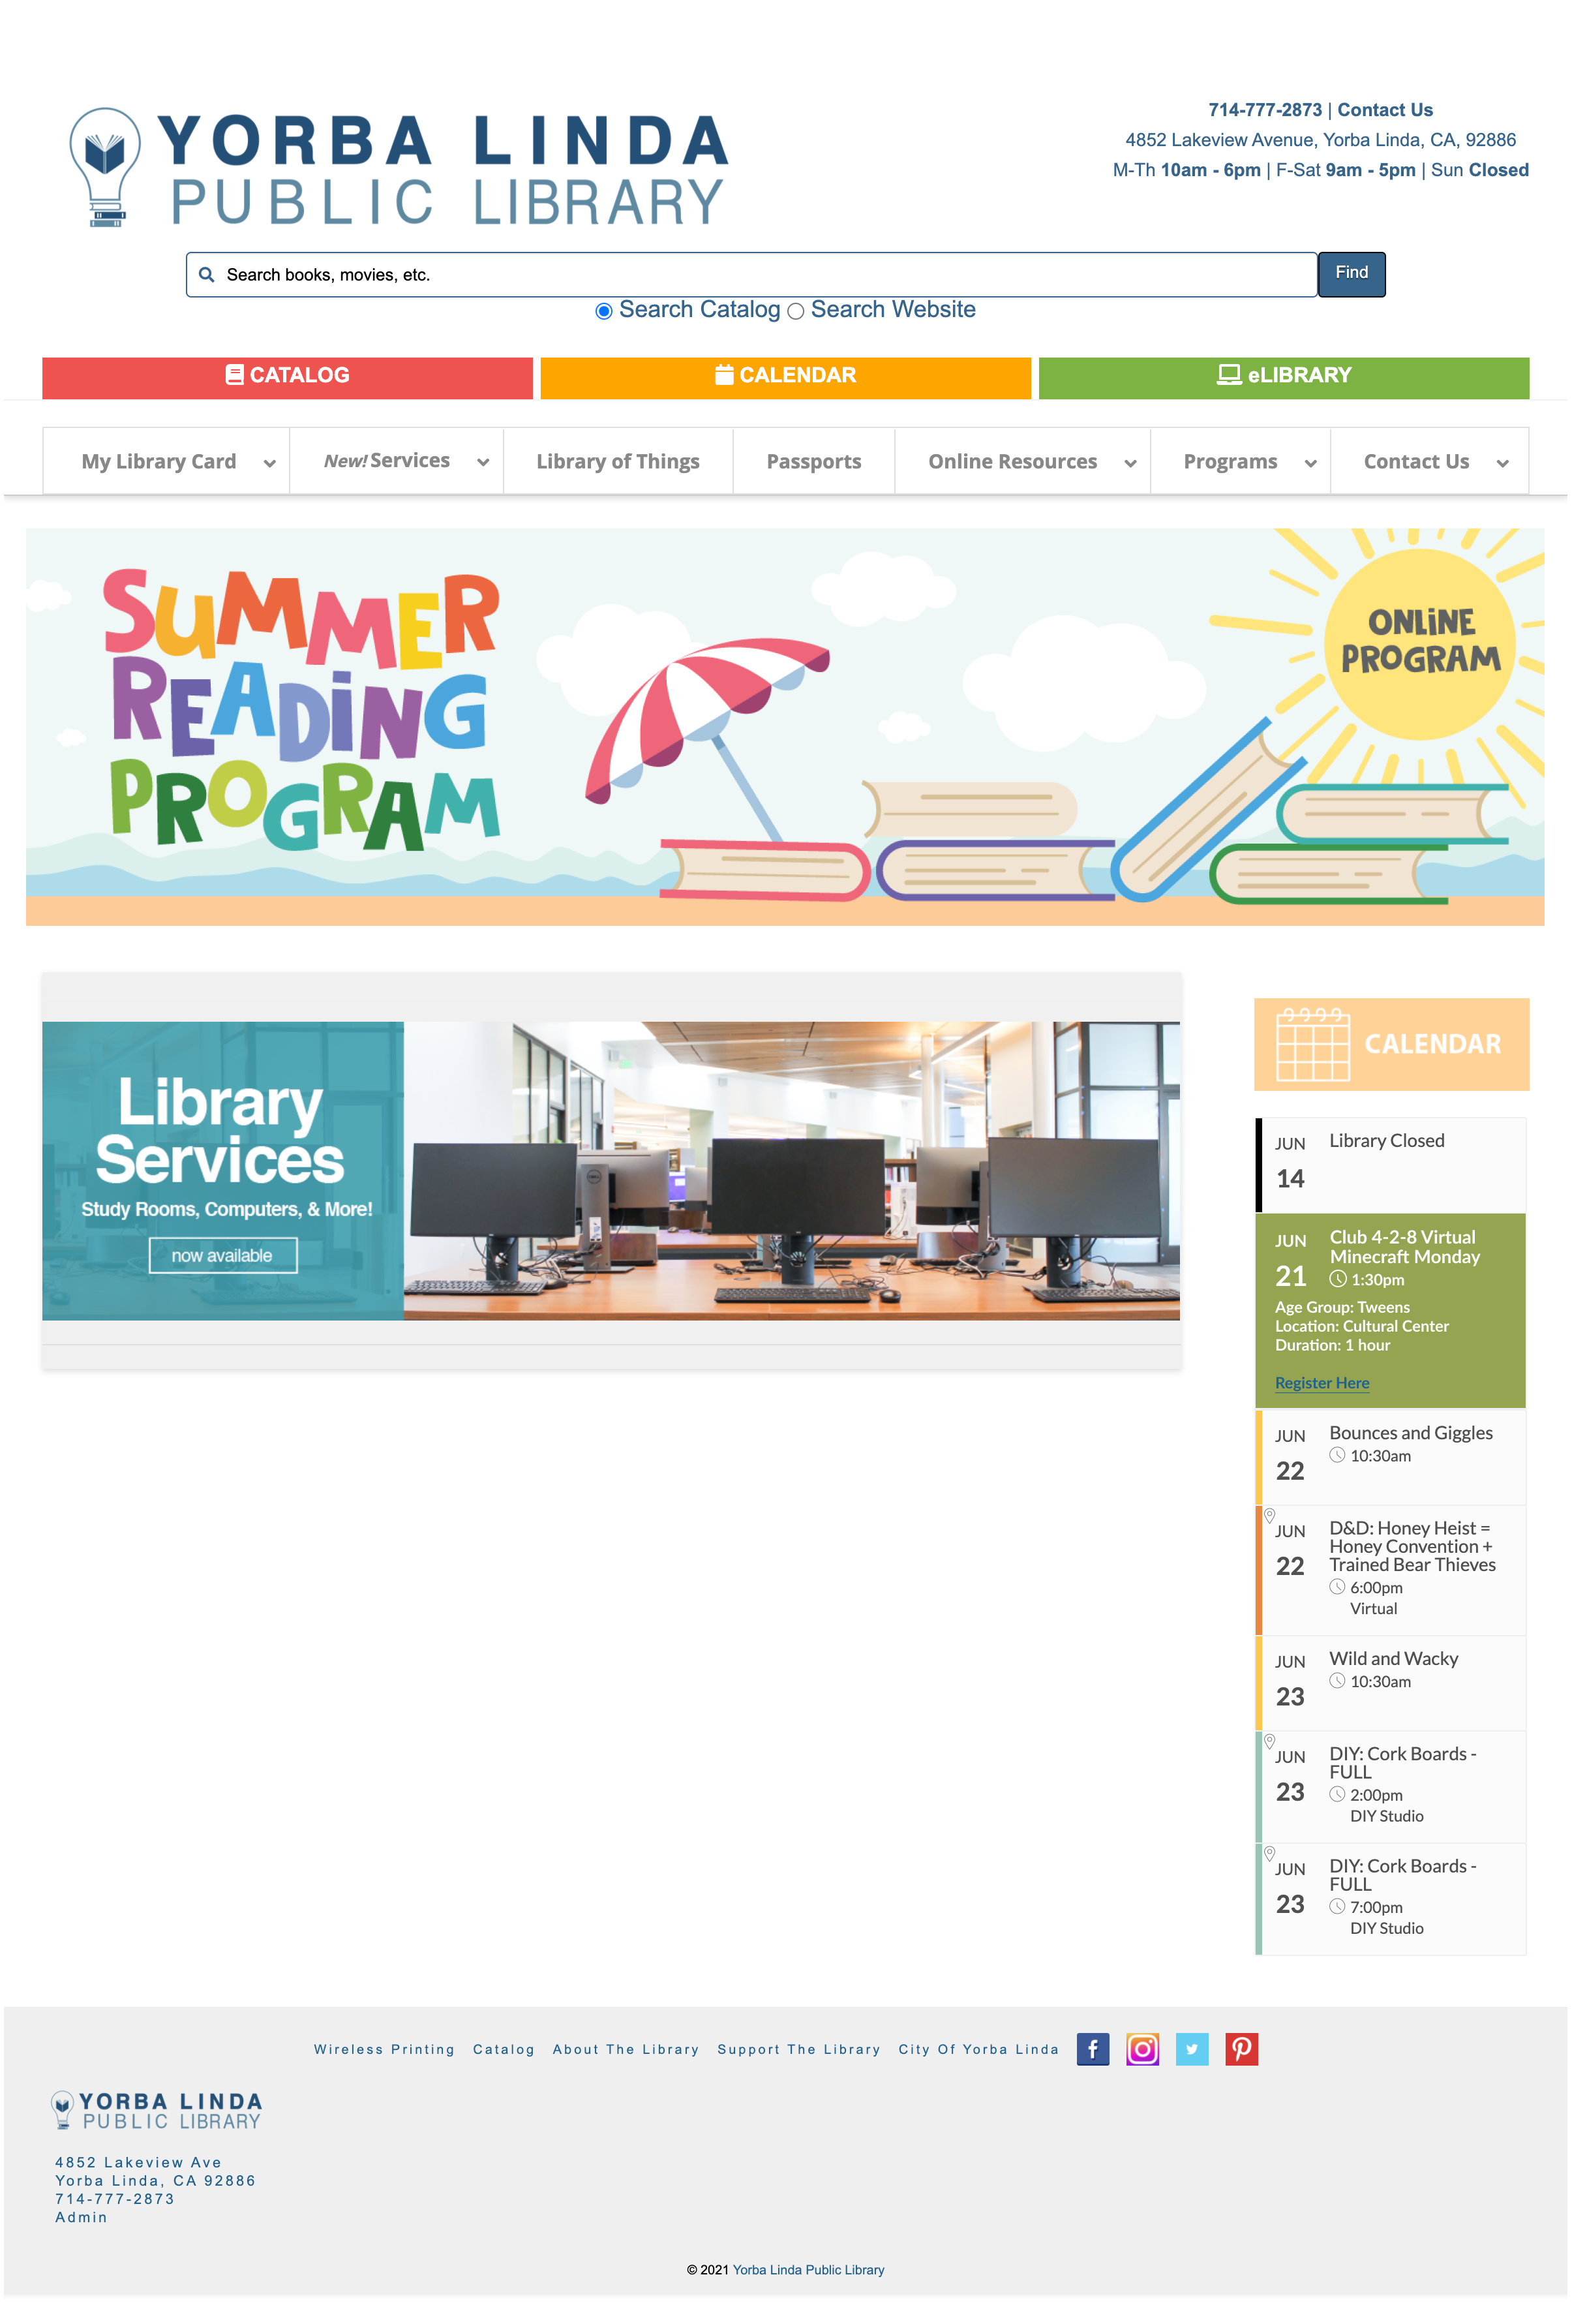 YORBA LINDA
PUBLIC LIBRARY
714-777-2873 | Contact Us
4852 Lakeview Avenue, Yorba Linda, CA, 92886
M-Th 10am - 6pm | F-Sat 9am - 5pm | Sun Closed
Search books, movies, etc.
Find
Search Catalog Search Website
CATALOG
CALENDAR
eLIBRARY
My Library Card
New! Services
Library of Things
Passports
Online Resources
Programs
Contact Us
SUMMER
READING
PROGRAM
ONLINE
PROGRAM
Library
Services
Study Rooms, Computers, & More!
now available
CALENDAR
JUN
14
Library Closed
JUN
21
Club 4-2-8 Virtual
Minecraft Monday
1:30pm
Age Group: Tweens
Location: Cultural Center
Duration: 1 hour
Register Here
JUN
22
Bounces and Giggles
10:30am
JUN
22
D&D: Honey Heist =
Honey Convention +
Trained Bear Thieves
6:00pm
Virtual
JUN
23
Wild and Wacky
10:30am
JUN
23
DIY: Cork Boards -
FULL
2:00pm
DIY Studio
JUN
23
DIY: Cork Boards -
FULL
7:00pm
DIY Studio
Wireless Printing Catalog About The Library Support The Library City Of Yorba Linda
YORBA LINDA
PUBLIC LIBRARY
4852 Lakeview Ave
Yorba Linda, CA 92886
714-777-2873
Admin
© 2021 Yorba Linda Public Library